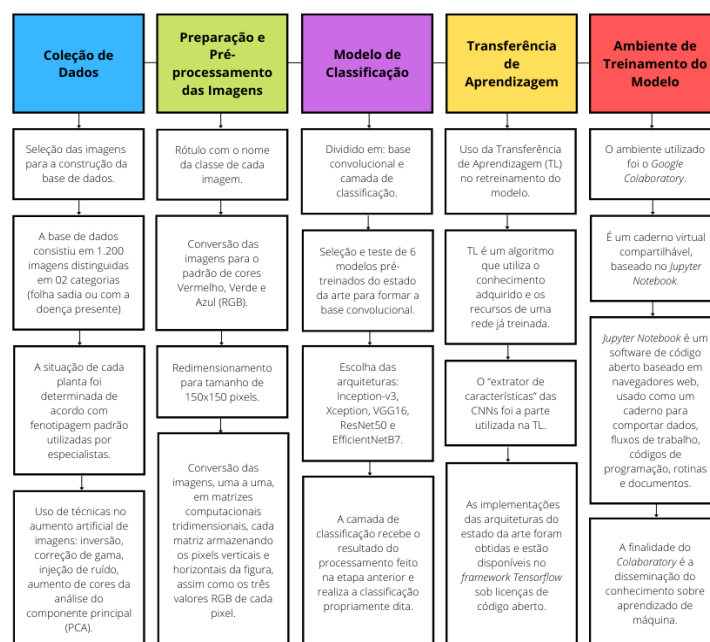 Coleção de
Dados
Seleção das imagens
para a construção da
base de dados.
A base de dados
consistiu em 1.200
imagens distinguidas
em 02 categorias
(folha sadia ou com a
doença presente)
A situação de cada
planta foi
determinada de
acordo com
fenotipagem padrão
utilizadas por
especialistas.
Uso de técnicas no
aumento artificial de
imagens: inversão,
correção de gama,
injeção de ruído,
aumento de cores da
análise do
componente principal
(PCA).
Preparação e
Pré-
processamento
das Imagens
Rótulo com o nome
da classe de cada
imagem.
Conversão das
imagens para o
padrão de cores
Vermelho, Verde e
Azul (RGB).
Redimensionamento
para tamanho de
150x150 pixels.
Conversão das
imagens, uma a uma,
em matrizes
computacionais
tridimensionais, cada
matriz armazenando
os pixels verticais e
horizontais da figura,
assim como os três
valores RGB de cada
pixel.
Modelo de
Classificação
Dividido em: base
convolucional e
camada de
classificação.
Seleção e teste de 6
modelos pré-
treinados do estado
da arte para formar a
base convolucional.
Escolha das
arquiteturas:
Inception-v3,
Xception, VGG16,
ResNet50 e
EfficientNetB7.
A camada de
classificação recebe o
resultado do
processamento feito
na etapa anterior e
realiza a classificação
propriamente dita.
Transferência
de
Aprendizagem
Uso da Transferência
de Aprendizagem (TL)
no retreinamento do
modelo.
TL é um algoritmo
que utiliza o
conhecimento
adquirido e os
recursos de uma
rede já treinada.
O “extrator de
características” das
CNNs foi a parte
utilizada na TL.
As implementações
das arquiteturas do
estado da arte foram
obtidas e estão
disponíveis no
framework Tensorflow
sob licenças de
código aberto.
Ambiente de
Treinamento do
Modelo
O ambiente utilizado
foi o Google
Colaboratory.
É um caderno virtual
compartilhável,
baseado no Jupyter
Notebook.
Jupyter Notebook é um
software de código
aberto baseado em
navegadores web,
usado como um
caderno para
comportar dados,
fluxos de trabalho,
códigos de
programação, rotinas
e documentos.
A finalidade do
Colaboratory é a
disseminação do
conhecimento sobre
aprendizado de
máquina.